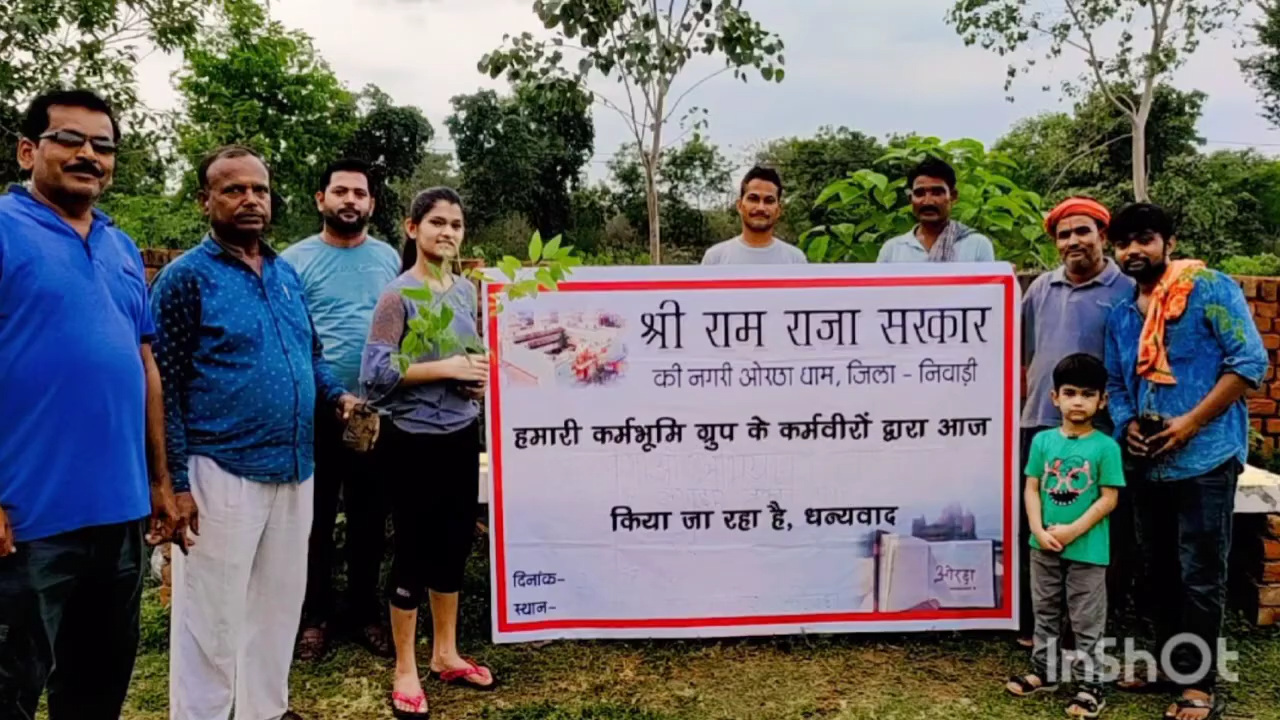 श्री राम राजा सरकार
की नगरी ओरछा धाम, जिला - निवाड़ी
हमारी कर्मभूमि ग्रुप के कर्मवीरों द्वारा आज
किया जा रहा है, धन्यवाद
ओरछा
दिनांक-
स्थान-
InShOt